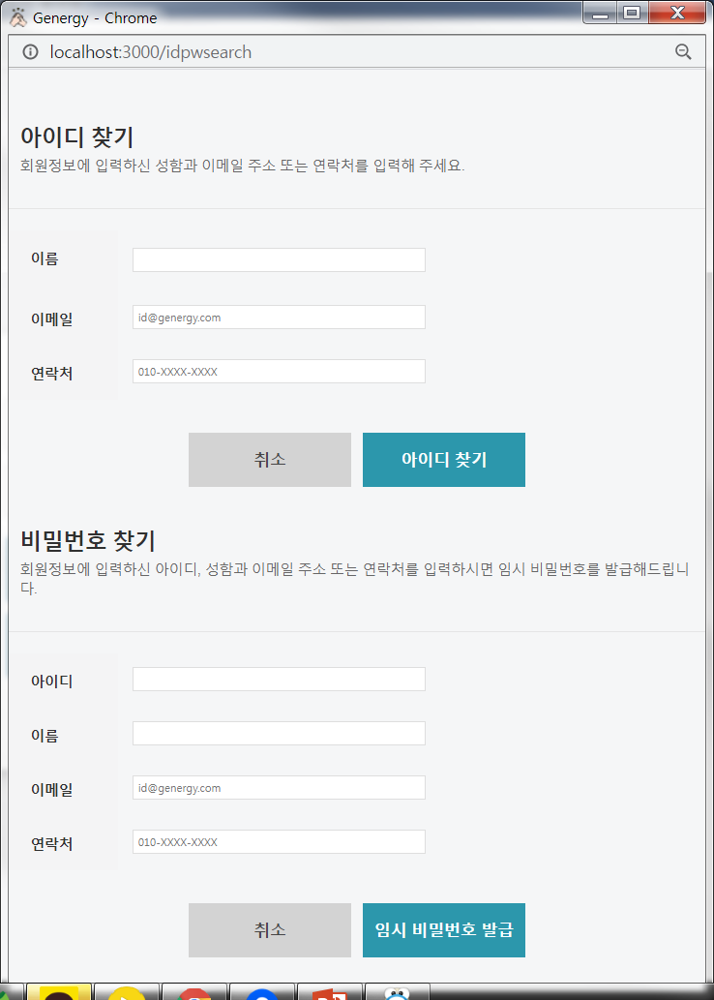 Genergy - Chrome
localhost:3000/idpwsearch
아이디 찾기
회원정보에 입력하신 성함과 이메일 주소 또는 연락처를 입력해 주세요.
이름
이메일
id@genergy.com
연락처
010-XXXX-XXXX
취소
아이디 찾기
비밀번호 찾기
회원정보에 입력하신 아이디, 성함과 이메일 주소 또는 연락처를 입력하시면 임시 비밀번호를 발급해드립니
다.
아이디
이름
이메일
id@genergy.com
연락처
010-XXXX-XXXX
취소
임시 비밀번호 발급